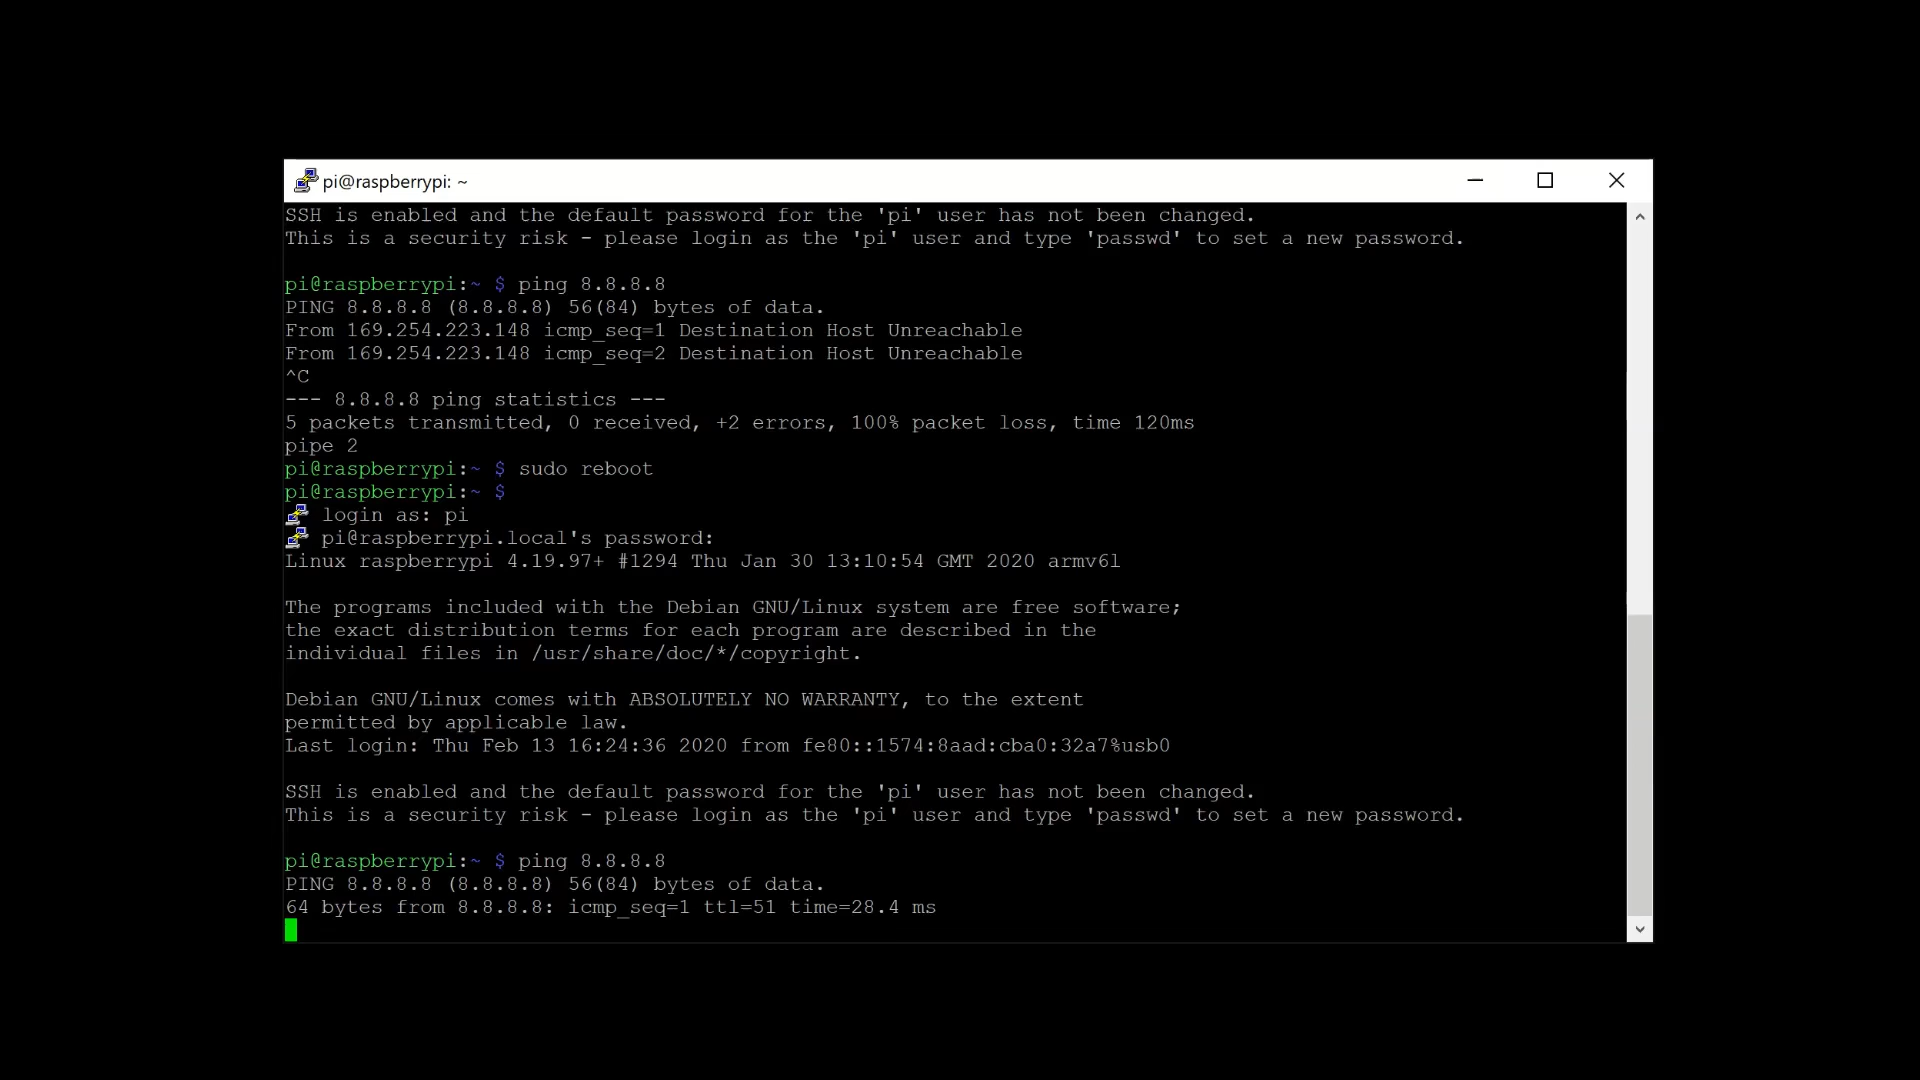 pi@raspberrypi: ~
SSH is enabled and the default password for the 'pi' user has not been changed.
This is a security risk - please login as the 'pi' user and type 'passwd' to set a new password.
pi@raspberrypi:~ $ ping 8.8.8.8
PING 8.8.8.8 (8.8.8.8) 56(84) bytes of data.
From 169.254.223.148 icmp_seq=1 Destination Host Unreachable
From 169.254.223.148 icmp_seq=2 Destination Host Unreachable
^C
--- 8.8.8.8 ping statistics ---
5 packets transmitted, 0 received, +2 errors, 100% packet loss, time 120ms
pipe 2
pi@raspberrypi:~ $ sudo reboot
pi@raspberrypi:~ $
login as: pi
pi@raspberrypi.local's password:
Linux raspberrypi 4.19.97+ #1294 Thu Jan 30 13:10:54 GMT 2020 armv6l
The programs included with the Debian GNU/Linux system are free software;
the exact distribution terms for each program are described in the
individual files in /usr/share/doc/*/copyright.
Debian GNU/Linux comes with ABSOLUTELY NO WARRANTY, to the extent
permitted by applicable law.
Last login: Thu Feb 13 16:24:36 2020 from fe80::1574:8aad:cba0:32a7%usb0
SSH is enabled and the default password for the 'pi' user has not been changed.
This is a security risk - please login as the 'pi' user and type 'passwd' to set a new password.
pi@raspberrypi:~ $ ping 8.8.8.8
PING 8.8.8.8 (8.8.8.8) 56(84) bytes of data.
64 bytes from 8.8.8.8: icmp_seq=1 ttl=51 time=28.4 ms